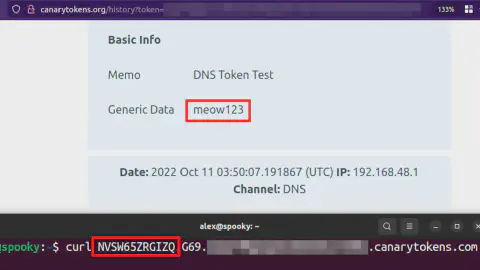 canarytokens.org/history?token=
133%
Basic Info
Memo DNS Token Test
Generic Data meow123
Date: 2022 Oct 11 03:50:07.191867 (UTC) IP: 192.168.48.1
Channel: DNS
alex@spooky: ~
@spooky:~$ curl NVSW65ZRGIZQ.G69. .canarytokens.com